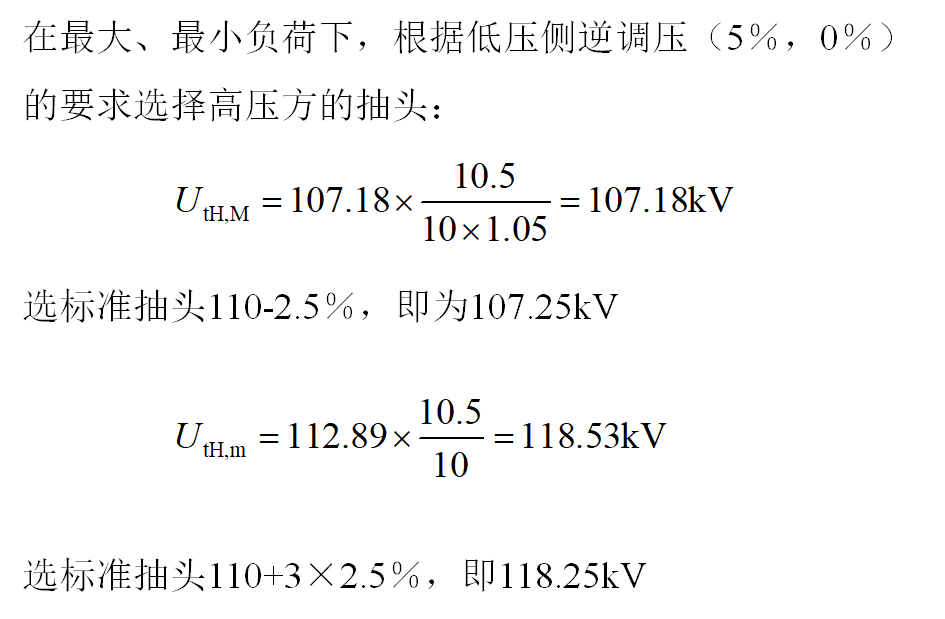 在最大、最小负荷下，根据低压侧逆调压（5％，0％）
的要求选择高压方的抽头：
U_{tH,M} = 107.18 × \frac{10.5}{10×1.05} = 107.18kV
选标准抽头110-2.5％，即为107.25kV
U_{tH,m} = 112.89 × \frac{10.5}{10} = 118.53kV
选标准抽头110+3×2.5％，即118.25kV